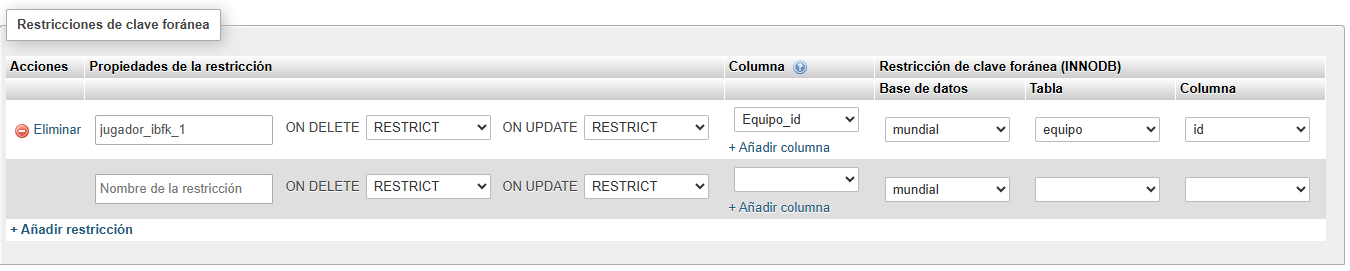 Restricciones de clave foránea
Acciones Propiedades de la restricción Columna Restricción de clave foránea (INNODB)
Base de datos Tabla Columna
Eliminar jugador_ibfk_1 ON DELETE RESTRICT ON UPDATE RESTRICT Equipo_id mundial equipo id
+ Añadir columna
Nombre de la restricción ON DELETE RESTRICT ON UPDATE RESTRICT mundial
+ Añadir columna
+ Añadir restricción